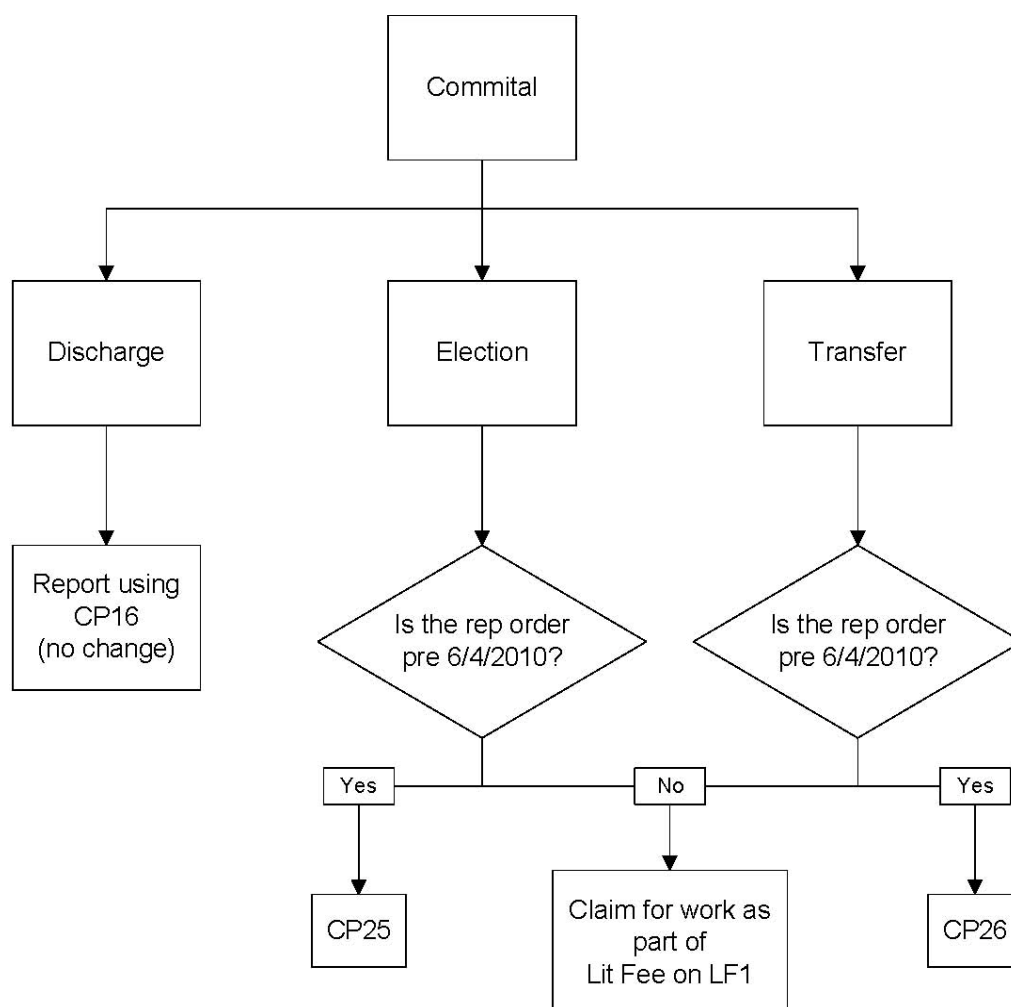 Commital
Discharge
Election
Transfer
Report using
CP16
(no change)
Is the rep order
pre 6/4/2010?
Is the rep order
pre 6/4/2010?
Yes
No
Yes
CP25
Claim for work as
part of
Lit Fee on LF1
CP26